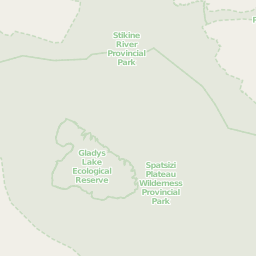 Stikine
River
Provincial
Park
Gladys
Lake
Ecological
Reserve
Spatsizi
Plateau
Wilderness
Provincial
Park